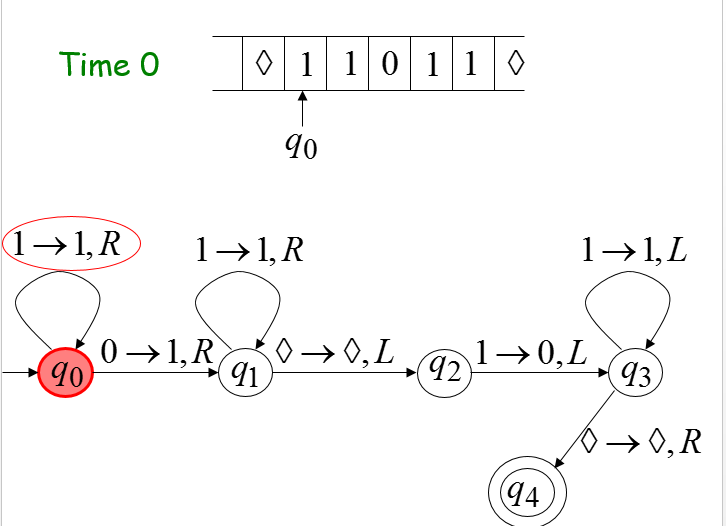 Time 0 ◊ 1 1 0 1 1 ◊
q0
1→1, R 1→1, R 1→1, L
0→1, R ◊→◊, L 1→0, L
q0 q1 q2 q3
◊→◊, R
q4